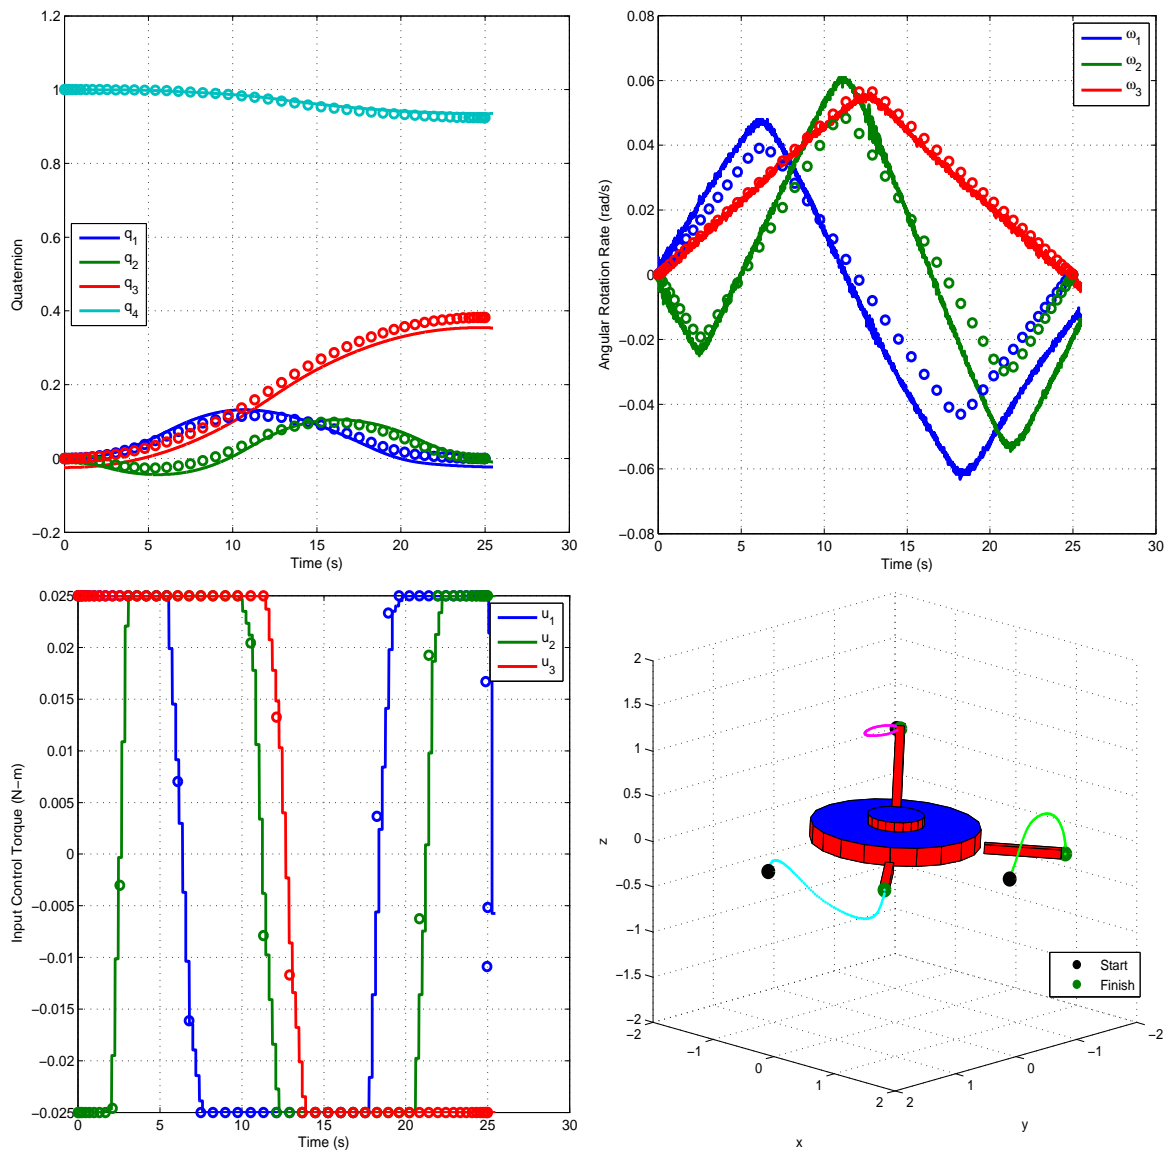 1.2
1
0.8
0.6
0.4
0.2
0
−0.2
Quaternion
q1
q2
q3
q4
0 5 10 15 20 25 30
Time (s)
0.08
0.06
0.04
0.02
0
−0.02
−0.04
−0.06
−0.08
Angular Rotation Rate (rad/s)
ω1
ω2
ω3
0 5 10 15 20 25 30
Time (s)
0.025
0.02
0.015
0.01
0.005
0
−0.005
−0.01
−0.015
−0.02
−0.025
Input Control Torque (N−m)
u1
u2
u3
0 5 10 15 20 25 30
Time (s)
2
1.5
1
0.5
0
−0.5
−1
−1.5
−2
z
Start
Finish
−2 −1 0 1 2
x
2 1 0 −1 −2
y